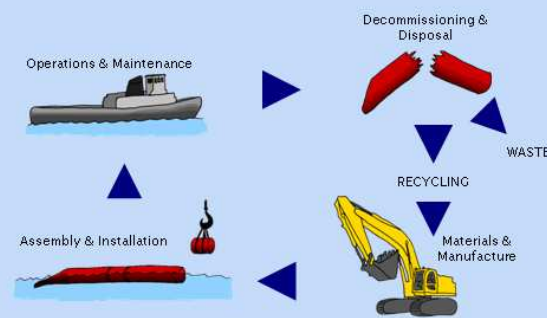 Decommissioning &
Disposal
Operations & Maintenance
WASTE
RECYCLING
Assembly & Installation
Materials &
Manufacture